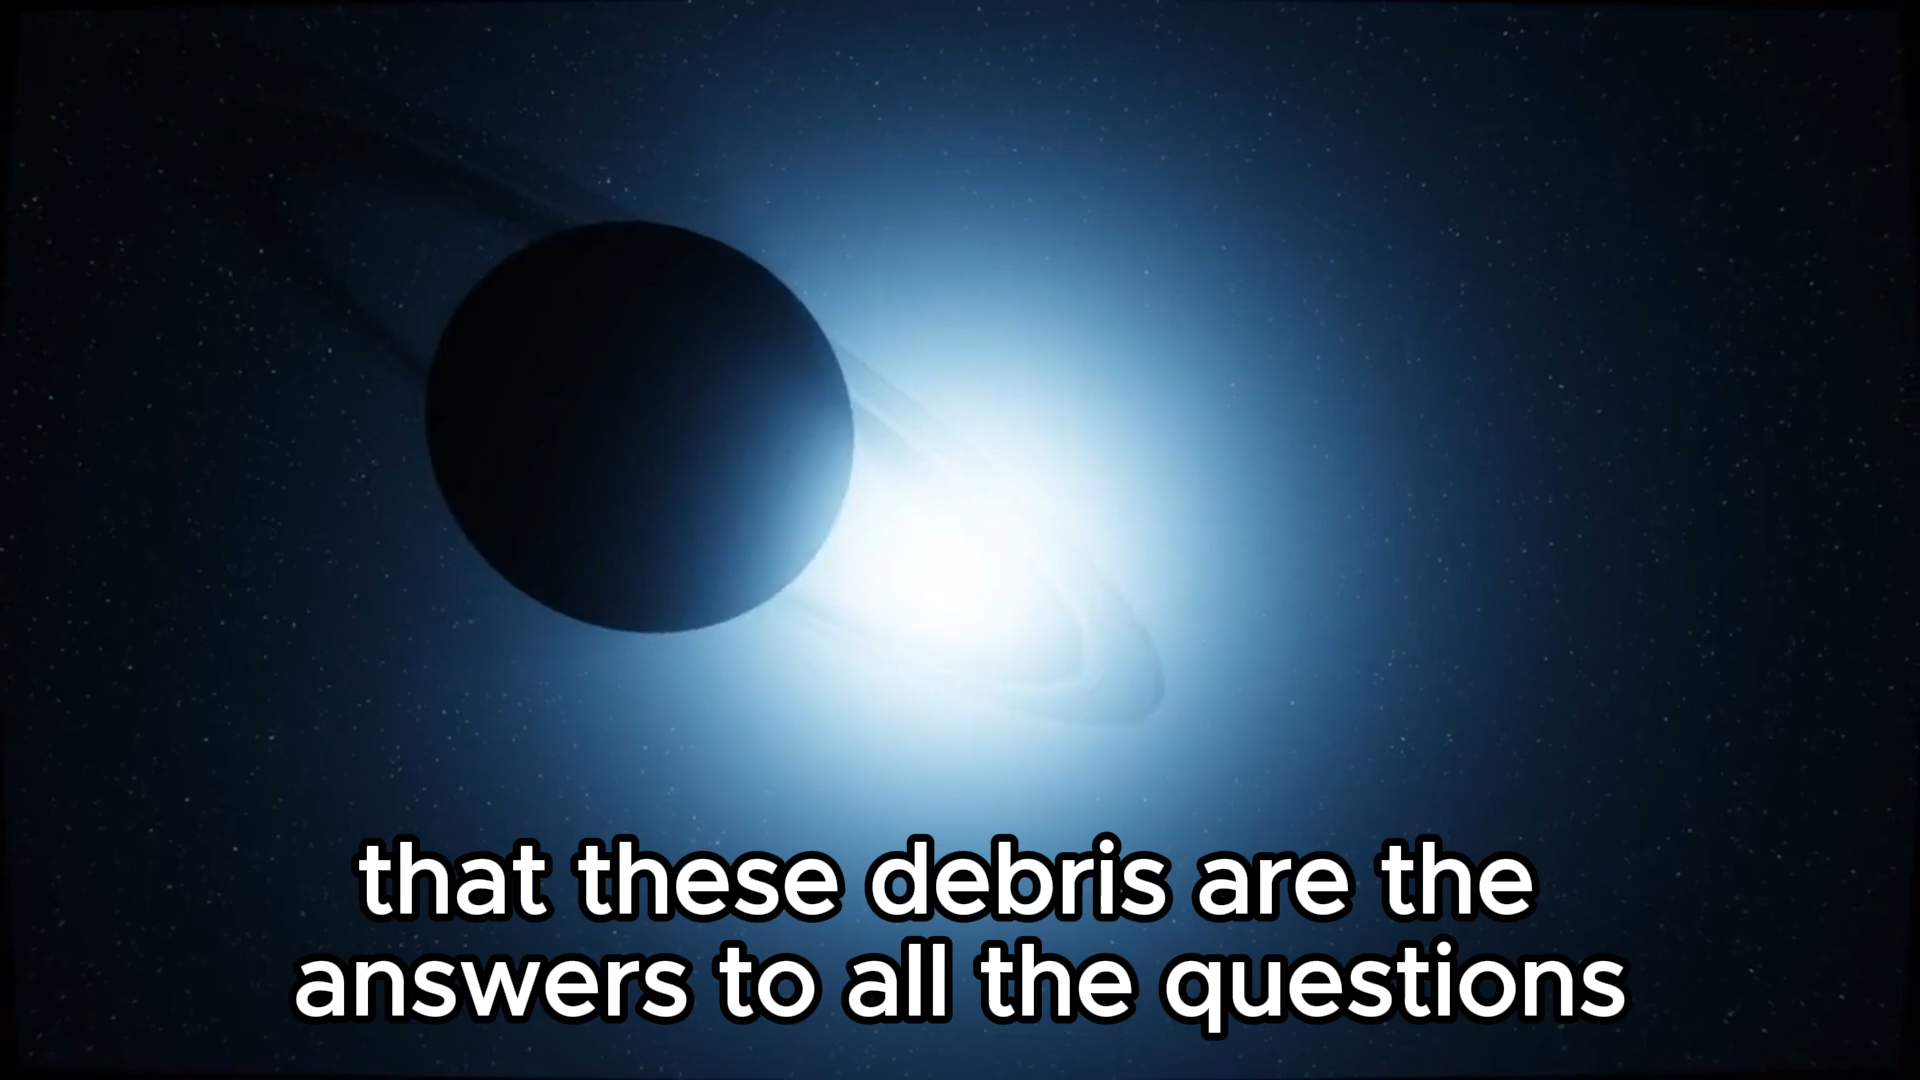 that these debris are the
answers to all the questions